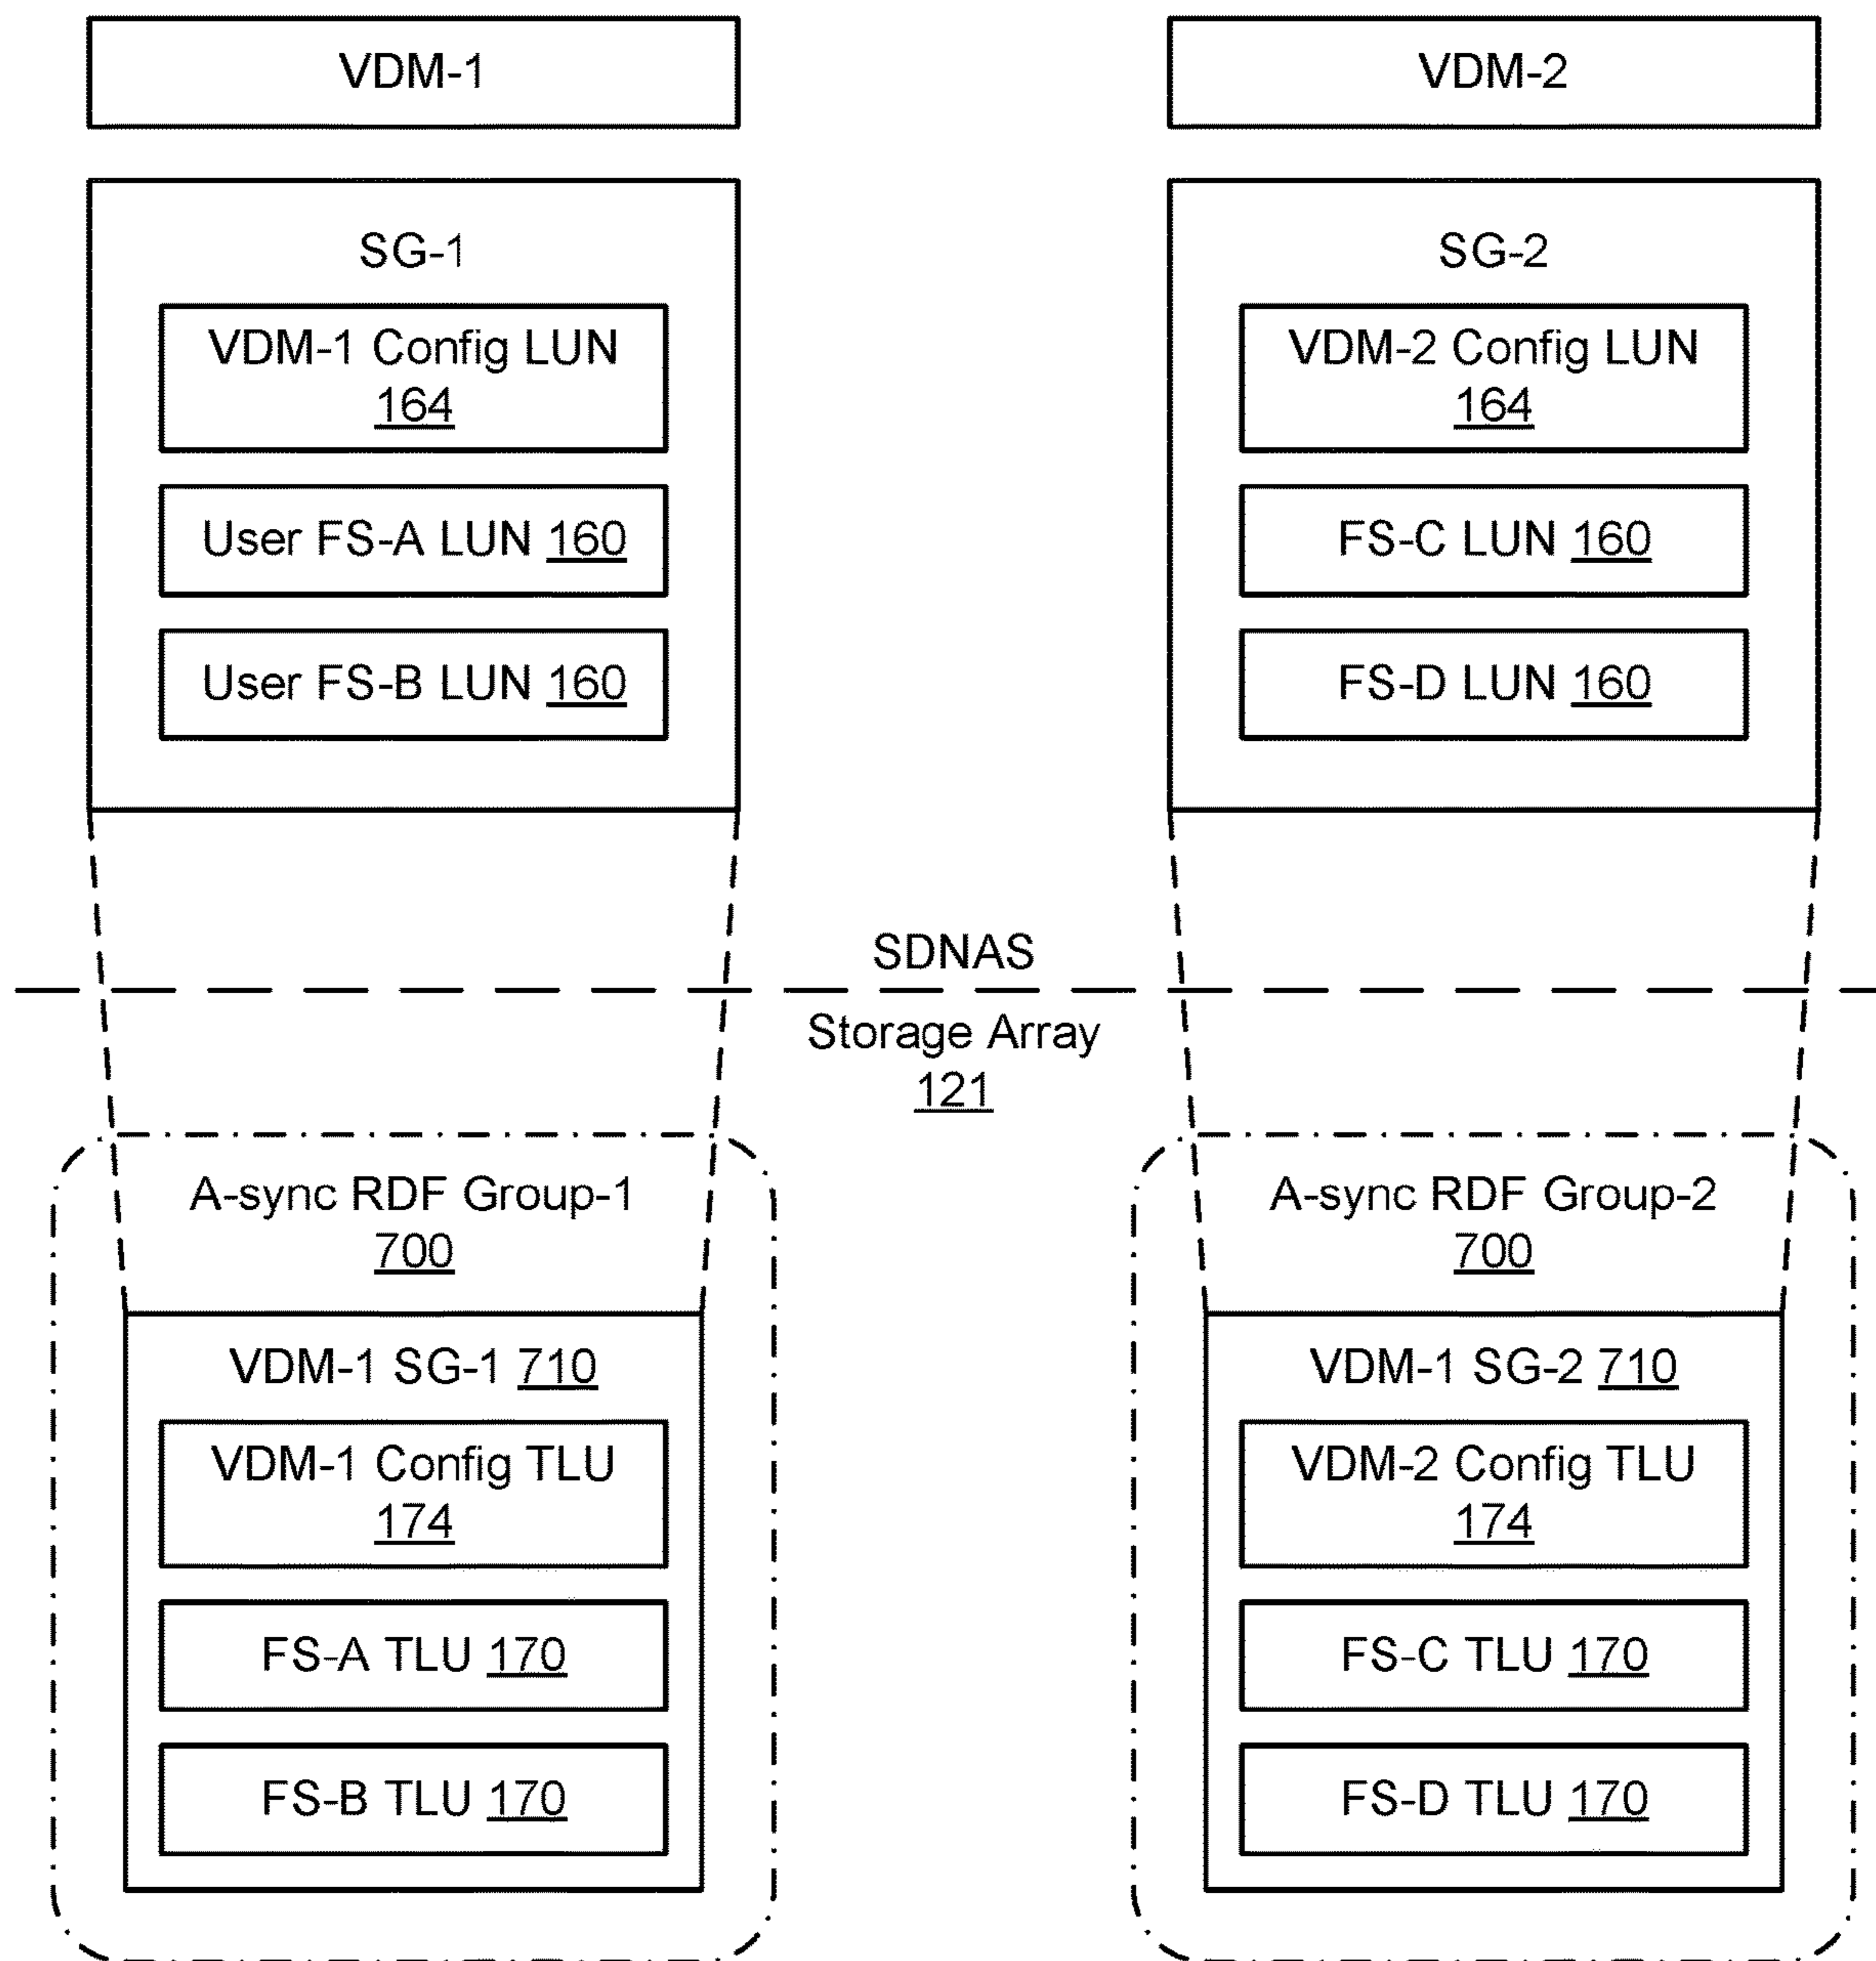 VDM-1
SG-1
VDM-1 Config LUN
164
User FS-A LUN 160
User FS-B LUN 160
VDM-2
SG-2
VDM-2 Config LUN
164
FS-C LUN 160
FS-D LUN 160
SDNAS
Storage Array
121
A-sync RDF Group-1
700
VDM-1 SG-1 710
VDM-1 Config TLU
174
FS-A TLU 170
FS-B TLU 170
A-sync RDF Group-2
700
VDM-1 SG-2 710
VDM-2 Config TLU
174
FS-C TLU 170
FS-D TLU 170